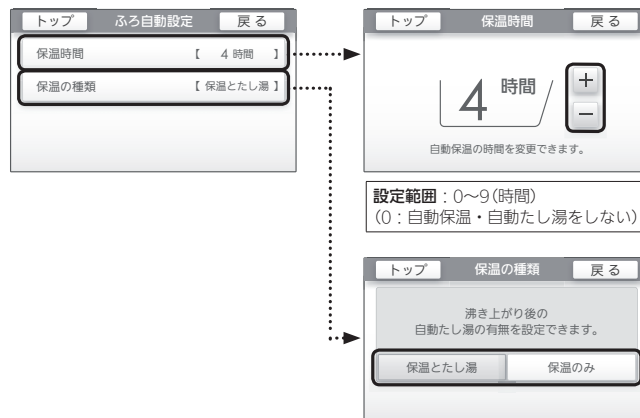 トップ ふろ自動設定 戻る
保温時間 【 4 時間 】
保温の種類 【 保温とたし湯 】
トップ 保温時間 戻る
4 時間
+
−
自動保温の時間を変更できます。
設定範囲：0〜9(時間)
(0：自動保温・自動たし湯をしない)
トップ 保温の種類 戻る
沸き上がり後の
自動たし湯の有無を設定できます。
保温とたし湯 保温のみ